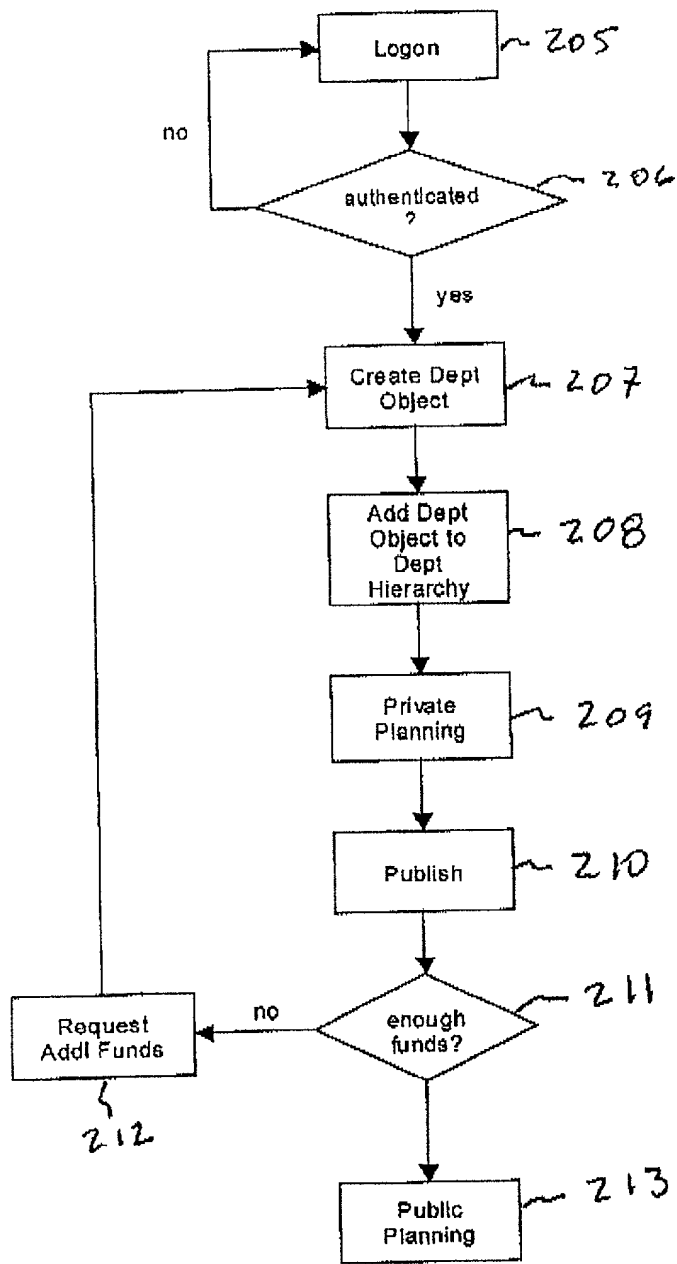 Logon
205
no
authenticated
?
206
yes
Create Dept
Object
207
Add Dept
Object to
Dept
Hierarchy
208
Private
Planning
209
Publish
210
enough
funds?
211
no
Request
Addl Funds
212
Public
Planning
213